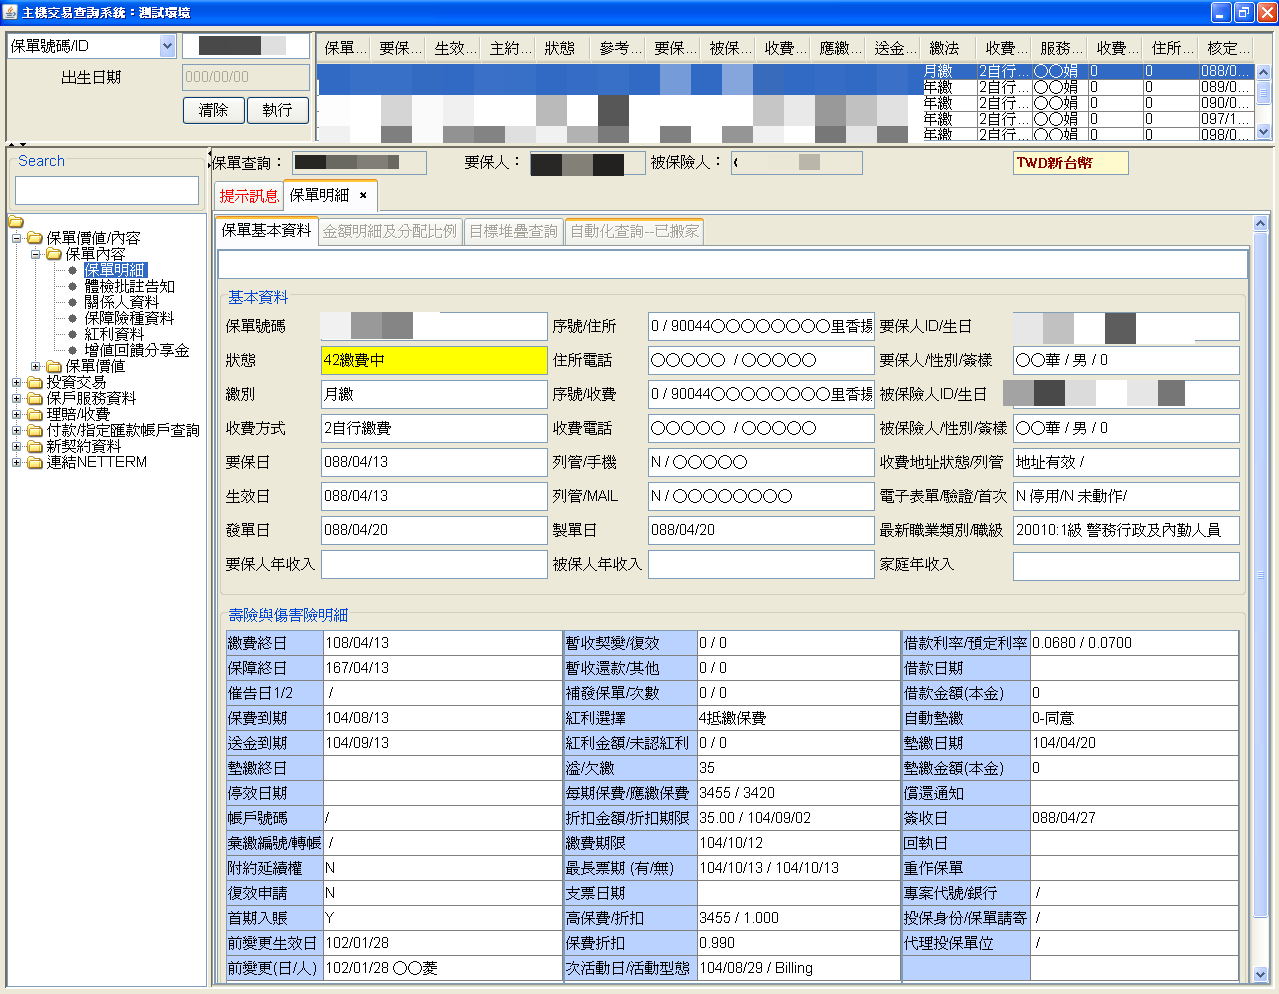 主機交易查詢系統：測試環境
保單號碼/ID
出生日期 000/00/00
清除 執行
保單... 要保... 生效... 主約... 狀態 參考... 要保... 被保... 收費... 應繳... 送金... 繳法 收費... 服務... 收費... 住所... 核定...
月繳 2自行... ○○娟 0 0 088/0...
年繳 2自行... ○○娟 0 0 089/0...
年繳 2自行... ○○娟 0 0 090/0...
年繳 2自行... ○○娟 0 0 097/1...
年繳 2自行... ○○娟 0 0 098/0...
Search
保單價值/內容
保單內容
保單明細
體檢批註告知
關係人資料
保障險種資料
紅利資料
增值回饋分享金
保單價值
投資交易
保戶服務資料
理賠/收費
付款/指定匯款帳戶查詢
新契約資料
連結NETTERM
保單查詢： 要保人： 被保險人： TWD新台幣
提示訊息 保單明細 ×
保單基本資料 金額明細及分配比例 目標堆疊查詢 自動化查詢--已搬家
基本資料
保單號碼 序號/住所 0 / 90044○○○○○○○○里香揚 要保人ID/生日
狀態 42繳費中 住所電話 ○○○○○ / ○○○○○ 要保人/性別/簽樣 ○○華 / 男 / 0
繳別 月繳 序號/收費 0 / 90044○○○○○○○○里香揚 被保險人ID/生日
收費方式 2自行繳費 收費電話 ○○○○○ / ○○○○○ 被保險人/性別/簽樣 ○○華 / 男 / 0
要保日 088/04/13 列管/手機 N / ○○○○○ 收費地址狀態/列管 地址有效 /
生效日 088/04/13 列管/MAIL N / ○○○○○○○○ 電子表單/驗證/首次 N 停用/N 未動作/
發單日 088/04/20 製單日 088/04/20 最新職業類別/職級 20010:1級 警務行政及內勤人員
要保人年收入 被保人年收入 家庭年收入
壽險與傷害險明細
繳費終日 108/04/13 暫收契變/復效 0 / 0 借款利率/預定利率 0.0680 / 0.0700
保障終日 167/04/13 暫收還款/其他 0 / 0 借款日期
催告日1/2 / 補發保單/次數 0 / 0 借款金額(本金) 0
保費到期 104/08/13 紅利選擇 4抵繳保費 自動墊繳 0-同意
送金到期 104/09/13 紅利金額/未認紅利 0 / 0 墊繳日期 104/04/20
墊繳終日 溢/欠繳 35 墊繳金額(本金) 0
停效日期 每期保費/應繳保費 3455 / 3420 償還通知
帳戶號碼 / 折扣金額/折扣期限 35.00 / 104/09/02 簽收日 088/04/27
彙繳編號/轉帳 / 繳費期限 104/10/12 回執日
附約延續權 N 最長票期 (有/無) 104/10/13 / 104/10/13 重作保單
復效申請 N 支票日期 專案代號/銀行 /
首期入賬 Y 高保費/折扣 3455 / 1.000 投保身份/保單請寄 /
前變更生效日 102/01/28 保費折扣 0.990 代理投保單位 /
前變更(日/人) 102/01/28 ○○菱 次活動日/活動型態 104/08/29 / Billing